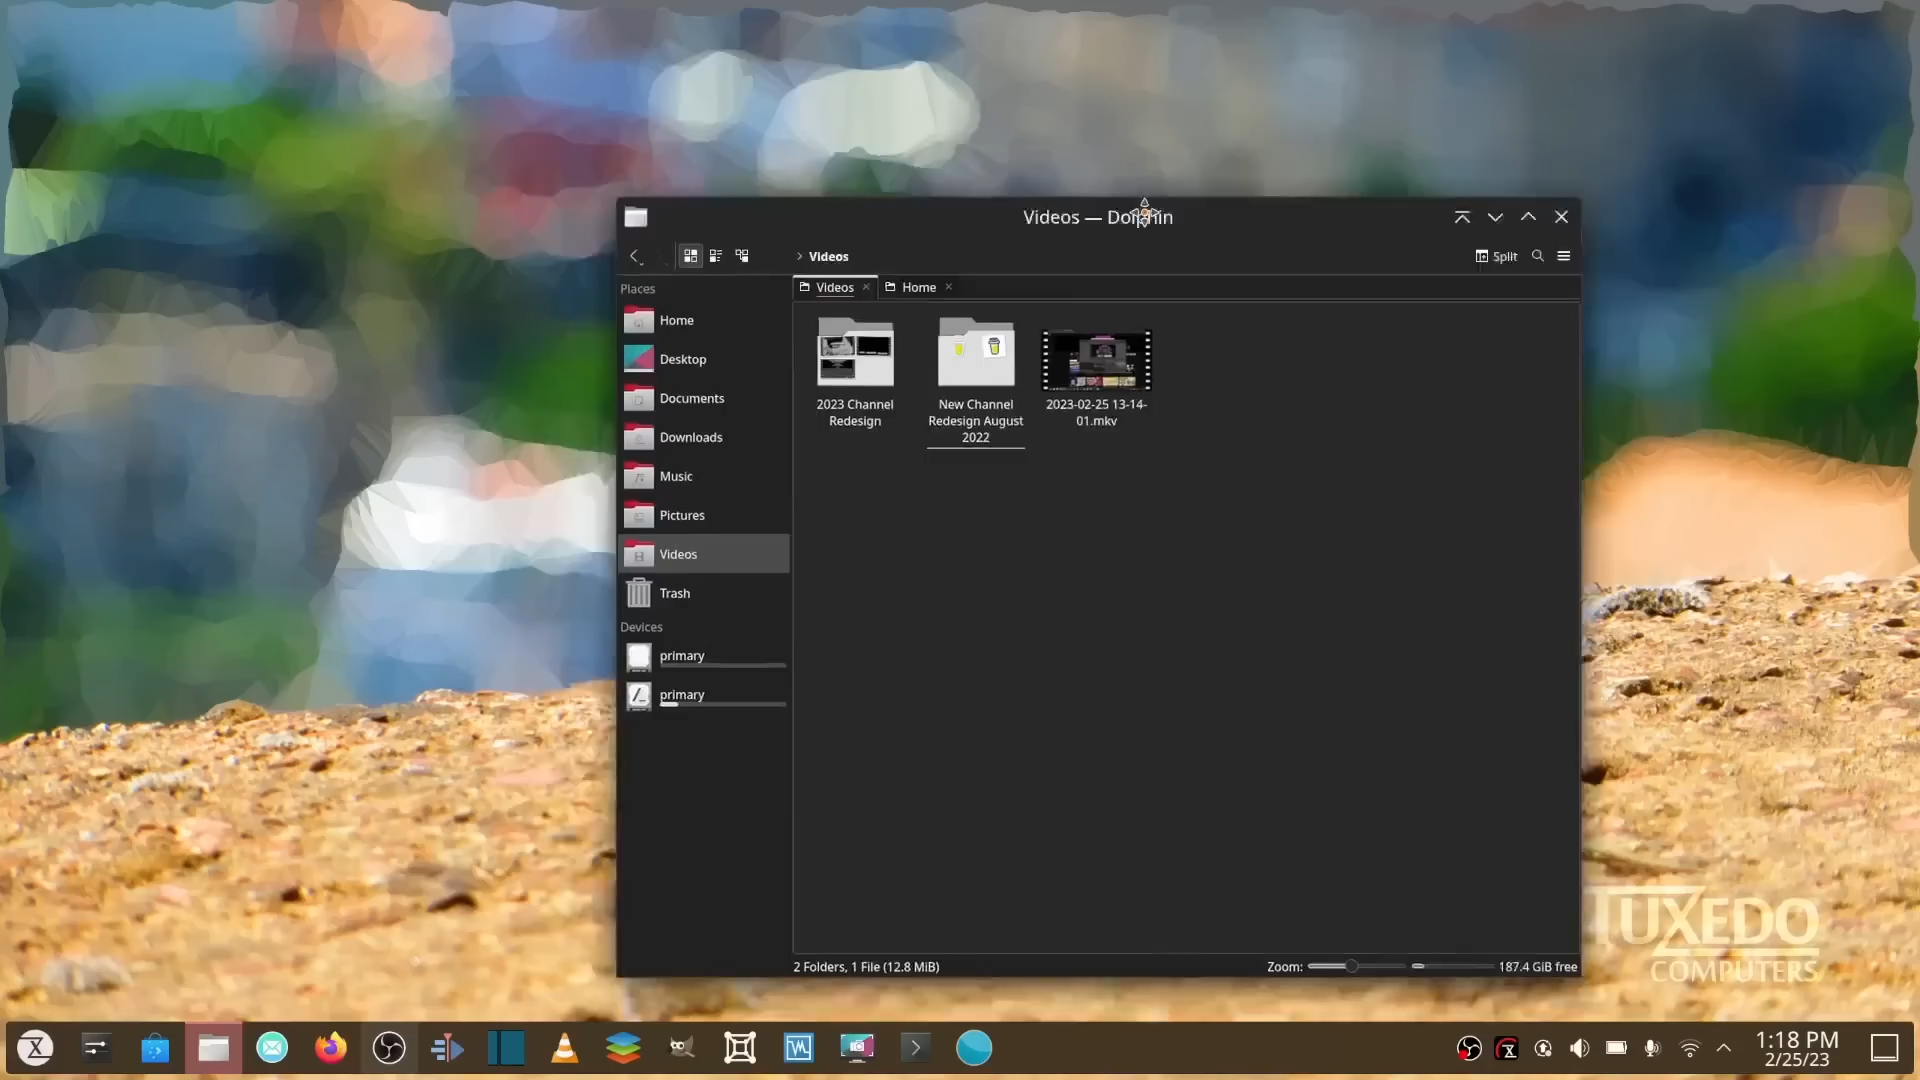 Videos — Dolphin
Videos
Split
Places
Videos
Home
Home
Desktop
Documents
Downloads
Music
Pictures
Videos
Trash
Devices
primary
primary
2023 Channel
Redesign
New Channel
Redesign August
2022
2023-02-25 13-14-
01.mkv
2 Folders, 1 File (12.8 MiB)
Zoom:
187.4 GiB free
TUXEDO
COMPUTERS
1:18 PM
2/25/23